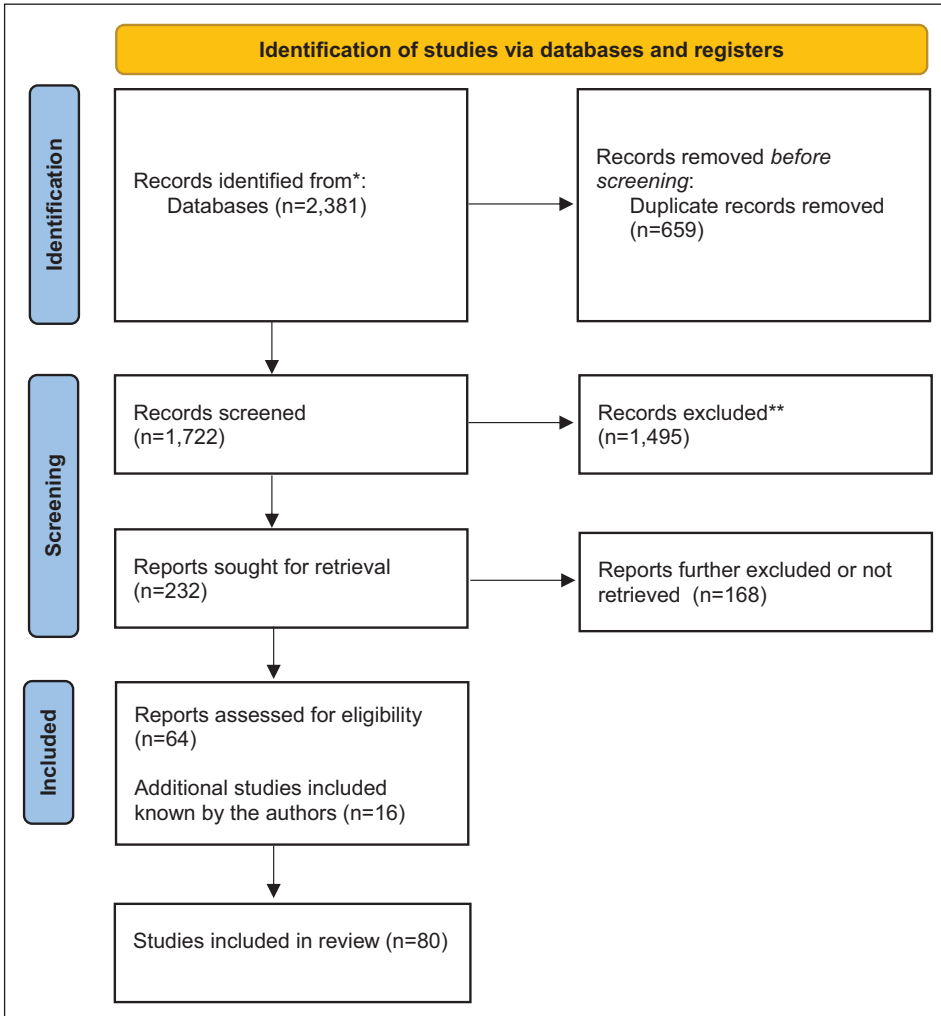 Identification of studies via databases and registers
Identification
Records identified from*:
Databases (n=2,381)
Records removed before
screening:
Duplicate records removed
(n=659)
Screening
Records screened
(n=1,722)
Records excluded**
(n=1,495)
Reports sought for retrieval
(n=232)
Reports further excluded or not
retrieved (n=168)
Included
Reports assessed for eligibility
(n=64)
Additional studies included
known by the authors (n=16)
Studies included in review (n=80)